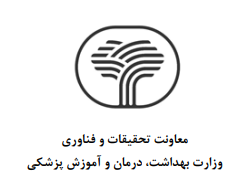 معاونت تحقیقات و فناوری
وزارت بهداشت، درمان و آموزش پزشکی